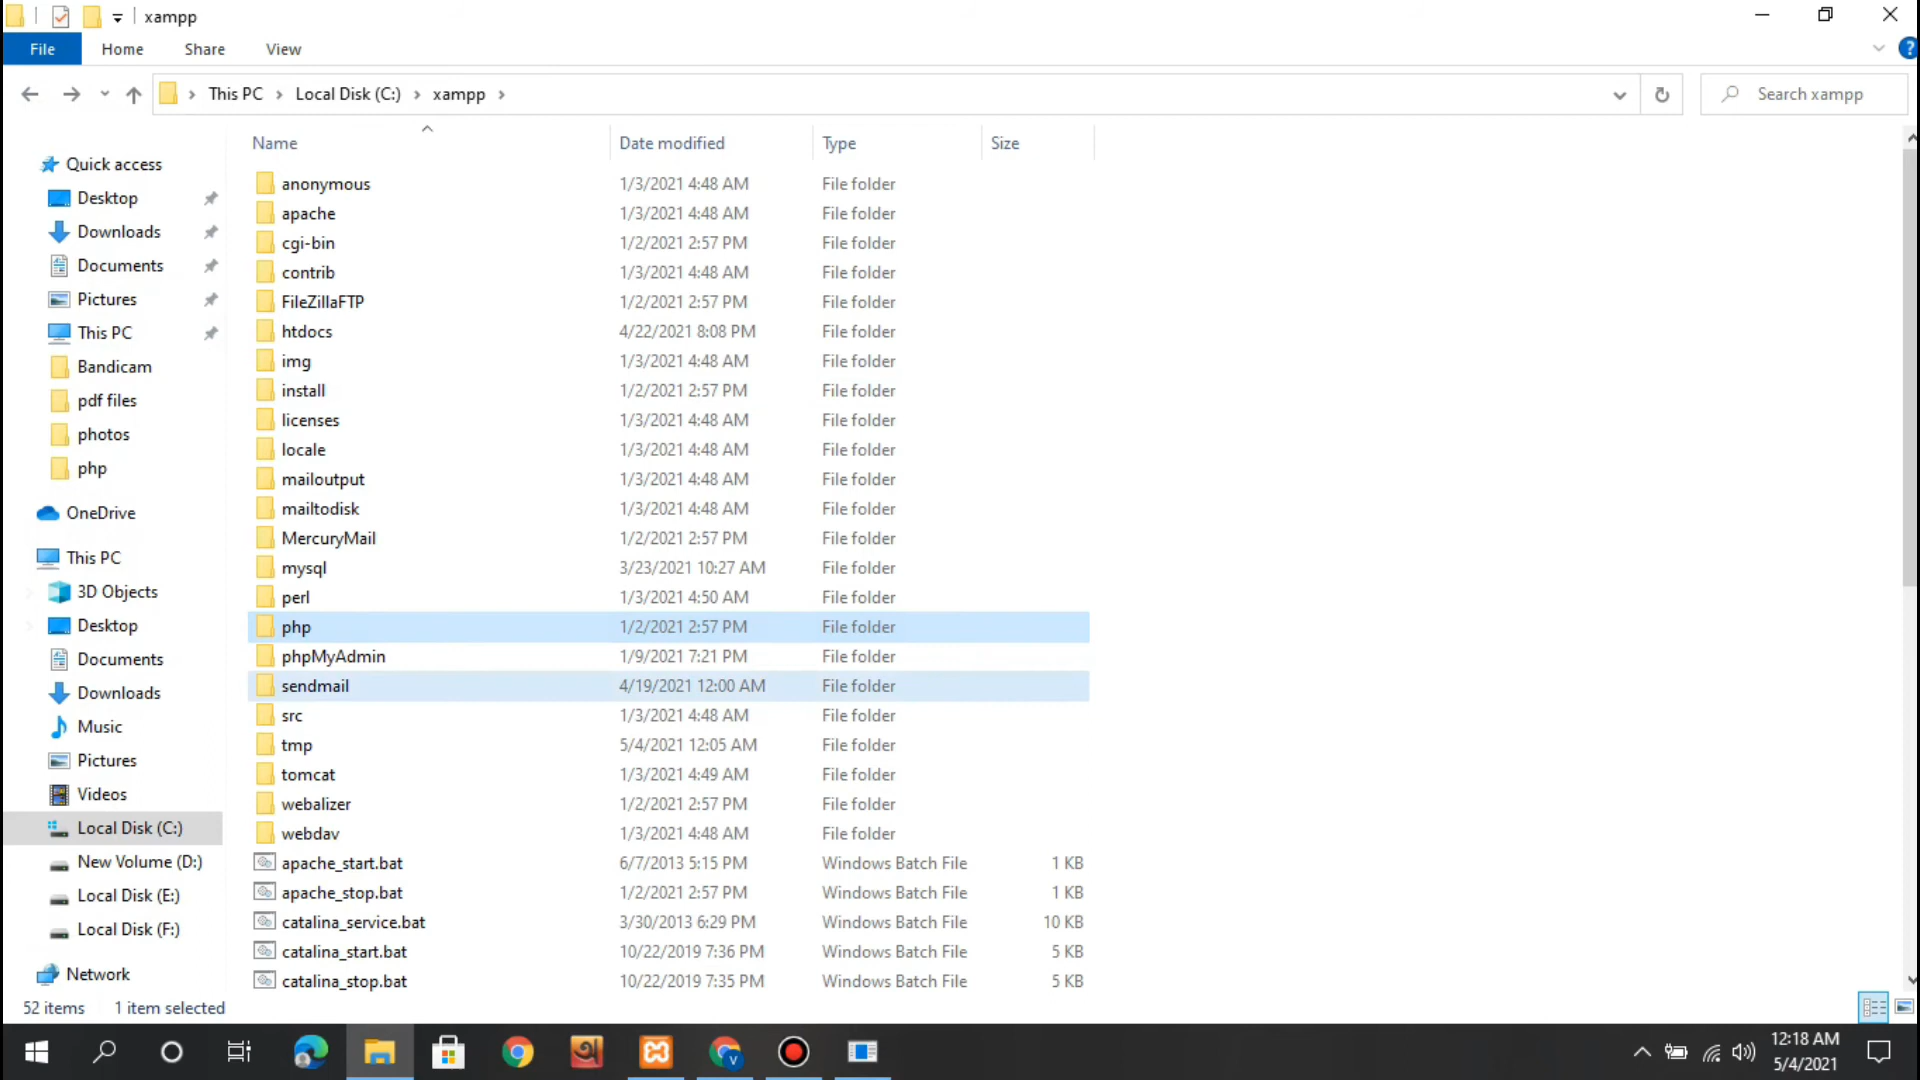 xampp
File Home Share View
This PC Local Disk (C:) xampp Search xampp
Name Date modified Type Size
Quick access
Desktop
Downloads
Documents
Pictures
This PC
Bandicam
pdf files
photos
php
OneDrive
This PC
3D Objects
Desktop
Documents
Downloads
Music
Pictures
Videos
Local Disk (C:)
New Volume (D:)
Local Disk (E:)
Local Disk (F:)
Network
anonymous 1/3/2021 4:48 AM File folder
apache 1/3/2021 4:48 AM File folder
cgi-bin 1/2/2021 2:57 PM File folder
contrib 1/3/2021 4:48 AM File folder
FileZillaFTP 1/2/2021 2:57 PM File folder
htdocs 4/22/2021 8:08 PM File folder
img 1/3/2021 4:48 AM File folder
install 1/2/2021 2:57 PM File folder
licenses 1/3/2021 4:48 AM File folder
locale 1/3/2021 4:48 AM File folder
mailoutput 1/3/2021 4:48 AM File folder
mailtodisk 1/3/2021 4:48 AM File folder
MercuryMail 1/2/2021 2:57 PM File folder
mysql 3/23/2021 10:27 AM File folder
perl 1/3/2021 4:50 AM File folder
php 1/2/2021 2:57 PM File folder
phpMyAdmin 1/9/2021 7:21 PM File folder
sendmail 4/19/2021 12:00 AM File folder
src 1/3/2021 4:48 AM File folder
tmp 5/4/2021 12:05 AM File folder
tomcat 1/3/2021 4:49 AM File folder
webalizer 1/2/2021 2:57 PM File folder
webdav 1/3/2021 4:48 AM File folder
apache_start.bat 6/7/2013 5:15 PM Windows Batch File 1 KB
apache_stop.bat 1/2/2021 2:57 PM Windows Batch File 1 KB
catalina_service.bat 3/30/2013 6:29 PM Windows Batch File 10 KB
catalina_start.bat 10/22/2019 7:36 PM Windows Batch File 5 KB
catalina_stop.bat 10/22/2019 7:35 PM Windows Batch File 5 KB
52 items 1 item selected
অ V 12:18 AM
5/4/2021